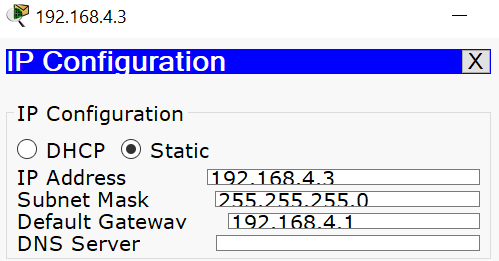 192.168.4.3
IP Configuration X
IP Configuration
DHCP Static
IP Address 192.168.4.3
Subnet Mask 255.255.255.0
Default Gateway 192.168.4.1
DNS Server